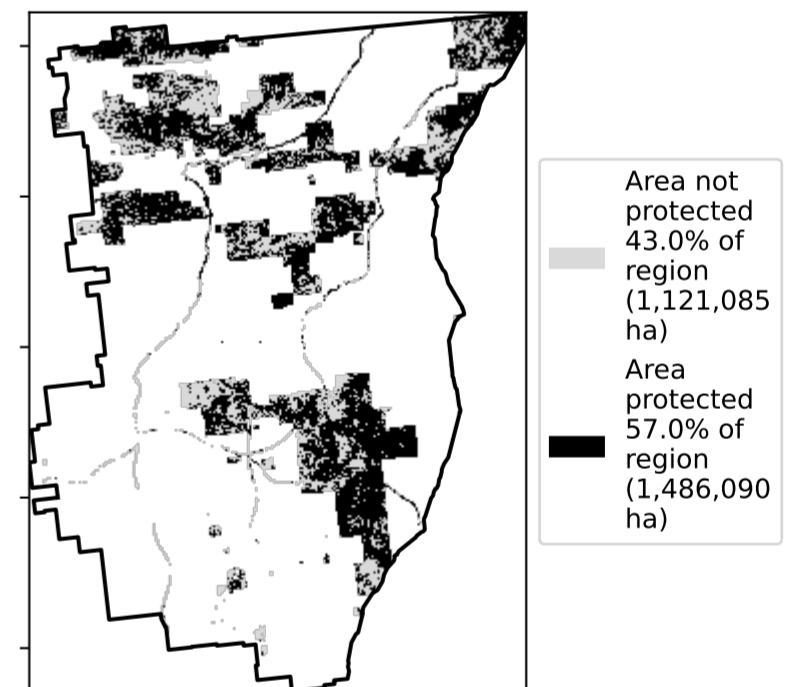 Area not
protected
43.0% of
region
(1,121,085
ha)
Area
protected
57.0% of
region
(1,486,090
ha)